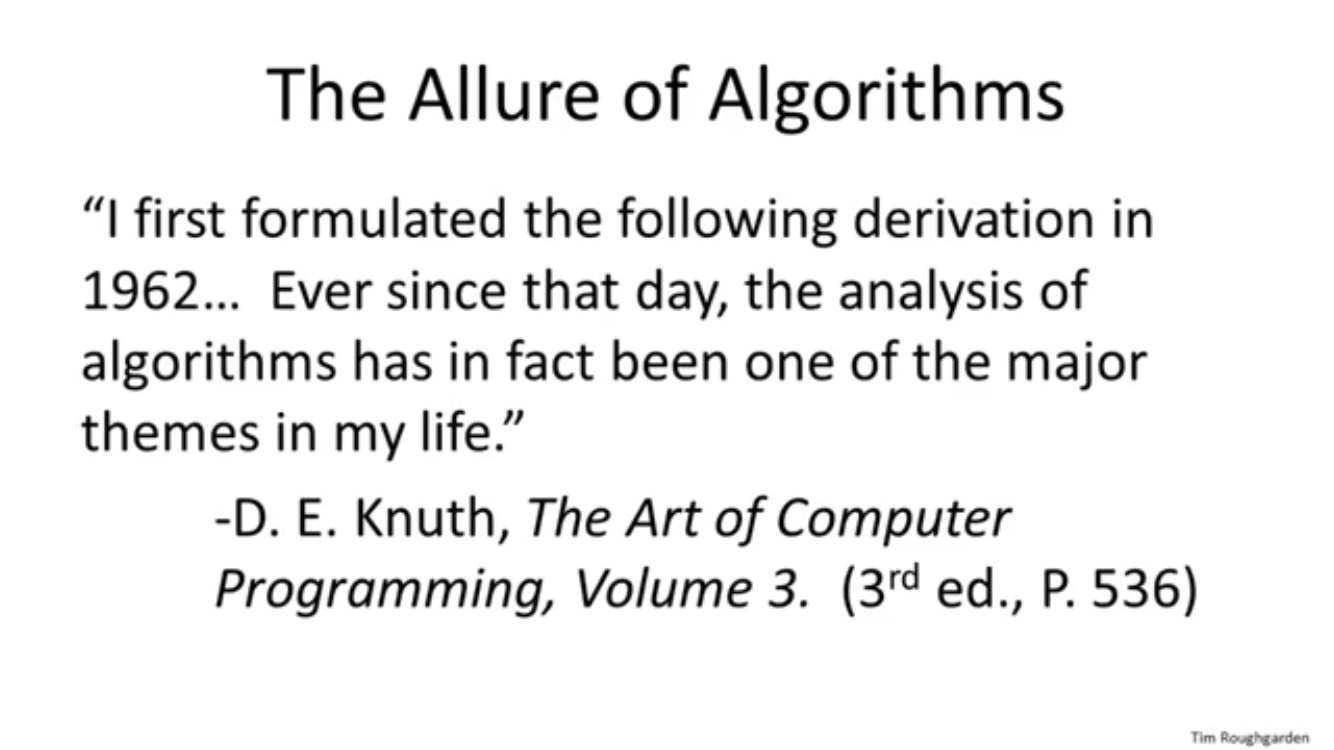 The Allure of Algorithms
“I first formulated the following derivation in
1962... Ever since that day, the analysis of
algorithms has in fact been one of the major
themes in my life.”
-D. E. Knuth, The Art of Computer
Programming, Volume 3. (3rd ed., P. 536)
Tim Roughgarden